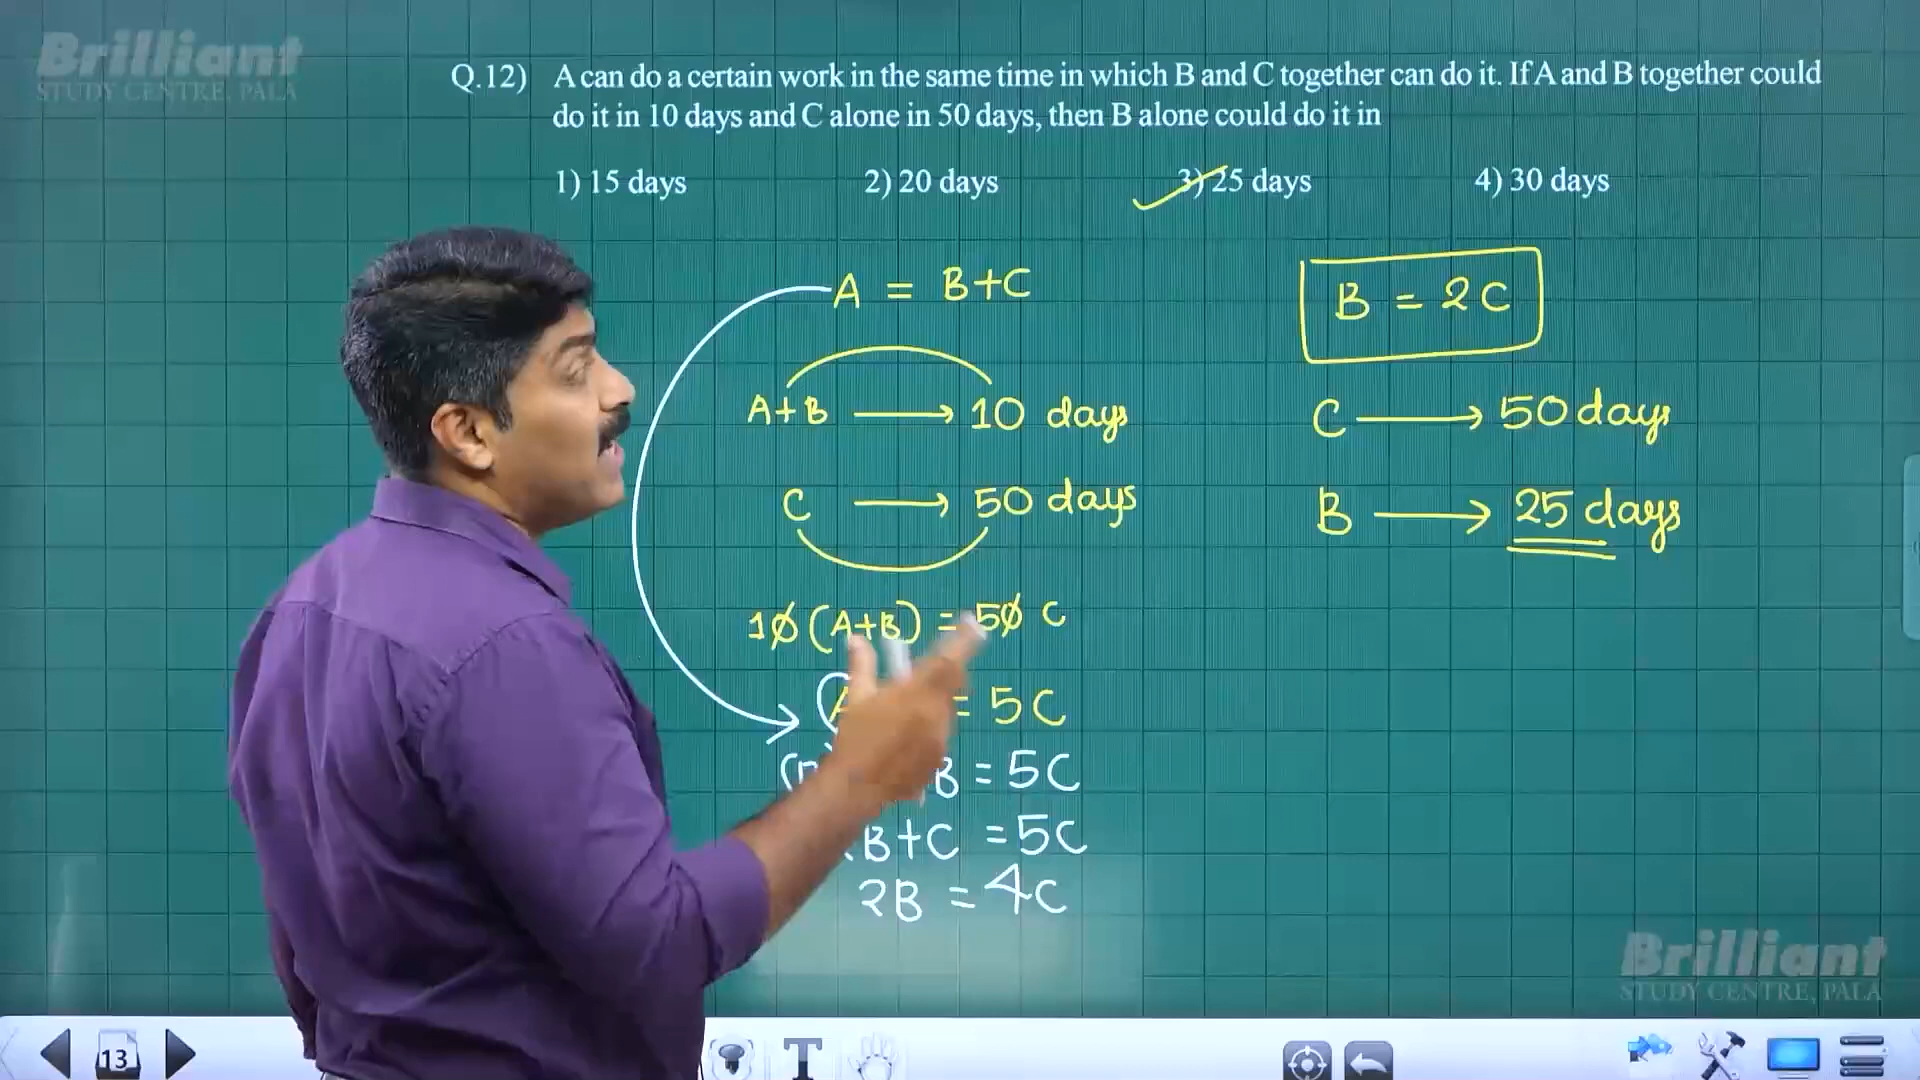 Brilliant
STUDY CENTRE, PALA
Q.12) A can do a certain work in the same time in which B and C together can do it. If A and B together could
do it in 10 days and C alone in 50 days, then B alone could do it in
1) 15 days 2) 20 days 3) 25 days 4) 30 days
A = B+C
A+B → 10 days
C → 50 days
10(A+B) = 50 C
= 5C
B = 5C
B+C = 5C
2B = 4C
B = 2C
C → 50 days
B → 25 days
Brilliant
STUDY CENTRE, PALA
13
T